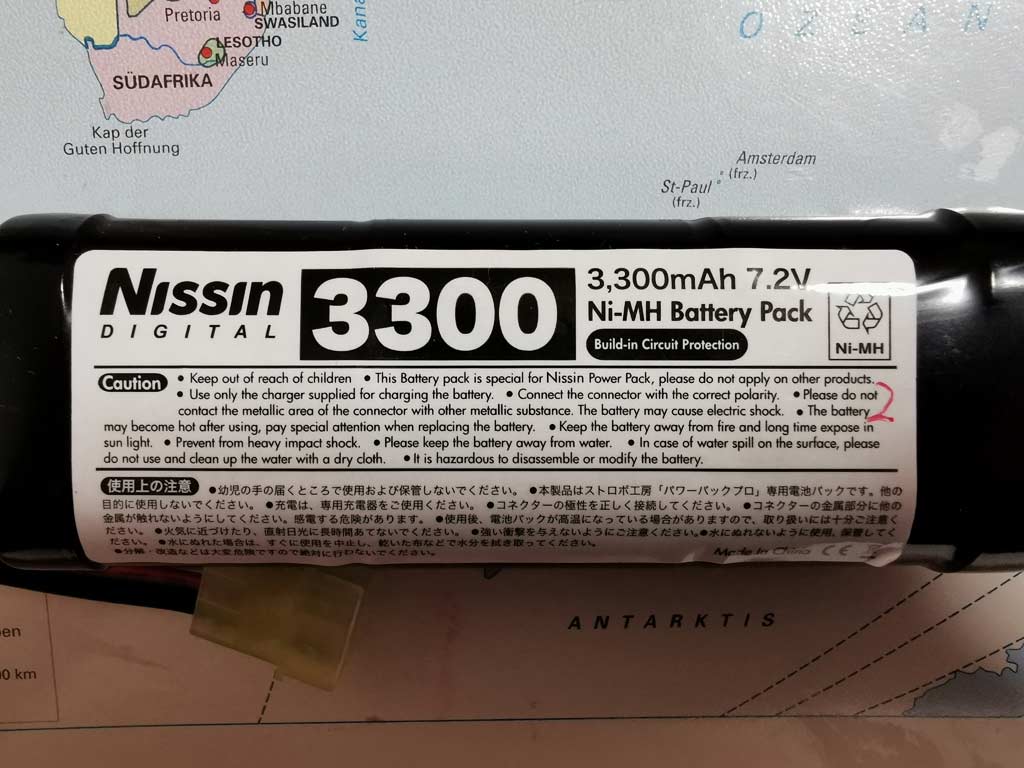 Pretoria
Mbabane
SWASILAND
LESOTHO
Maseru
SÜDAFRIKA
Kap der
Guten Hoffnung
Kana
OZEAN
Amsterdam
(frz.)
St-Paul
(frz.)
NISSIN
DIGITAL
3300
3,300mAh 7.2V
Ni-MH Battery Pack
Build-in Circuit Protection
Ni-MH
Caution
• Keep out of reach of children • This Battery pack is special for Nissin Power Pack, please do not apply on other products.
• Use only the charger supplied for charging the battery. • Connect the connector with the correct polarity. • Please do not
contact the metallic area of the connector with other metallic substance. The battery may cause electric shock. • The battery
2
may become hot after using, pay special attention when replacing the battery. • Keep the battery away from fire and long time expose in
sun light. • Prevent from heavy impact shock. • Please keep the battery away from water. • In case of water spill on the surface, please
do not use and clean up the water with a dry cloth. • It is hazardous to disassemble or modify the battery.
使用上の注意 ●幼児の手の届くところで使用および保管しないでください。 ●本製品はストロボ工房「パワーパックプロ」専用電池パックです。他の
目的に使用しないでください。 ●充電は、専用充電器をご使用ください。 ●コネクターの極性を正しく接続してください。 ●コネクターの金属部分に他の
金属が触れないようにしてください。感電する危険があります。 ●使用後、電池パックが高温になっている場合がありますので、取り扱いには十分ご注意く
ださい。 ●火気に近づけたり、直射日光に長時間あてないでください。 ●強い衝撃を与えないようにご注意ください。●水にぬれないように使用、保管してく
ださい。 ●水にぬれた場合は、すぐに使用を中止し、乾いた布などで水分を拭き取ってください。
●分解・改造などは大変危険ですので絶対に行わないでください。
Made in China CE
ANTARKTIS
en
0 km